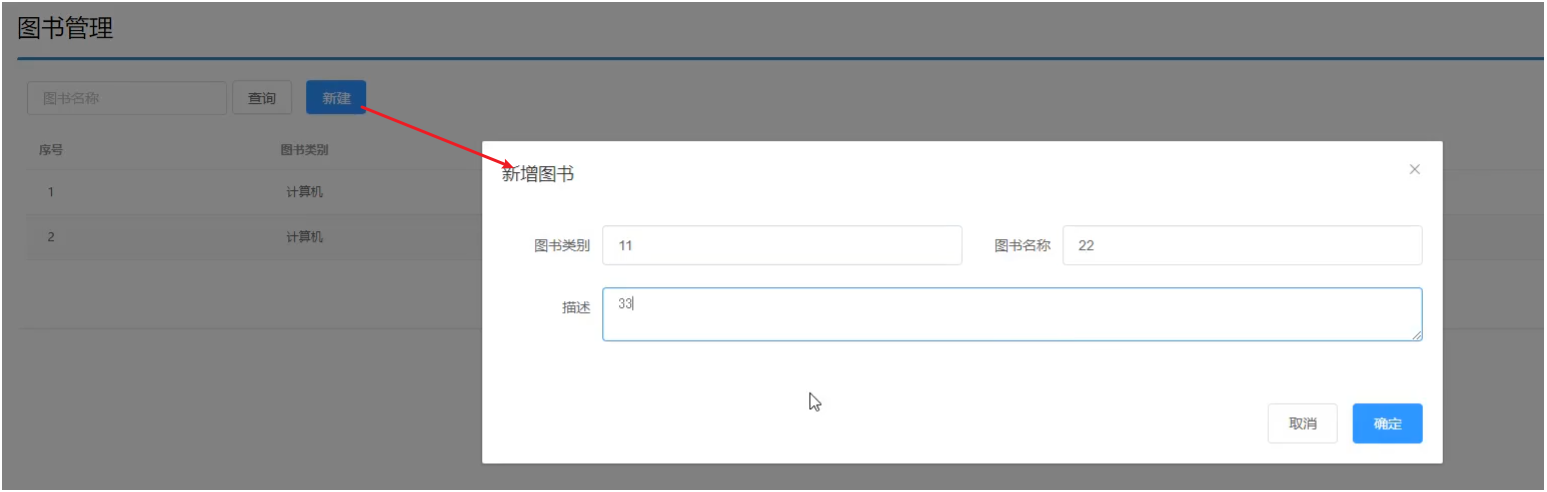 图书管理
图书名称 查询 新建
序号 图书类别
1 计算机
2 计算机
新增图书 ×
图书类别 11 图书名称 22
描述 33
取消 确定